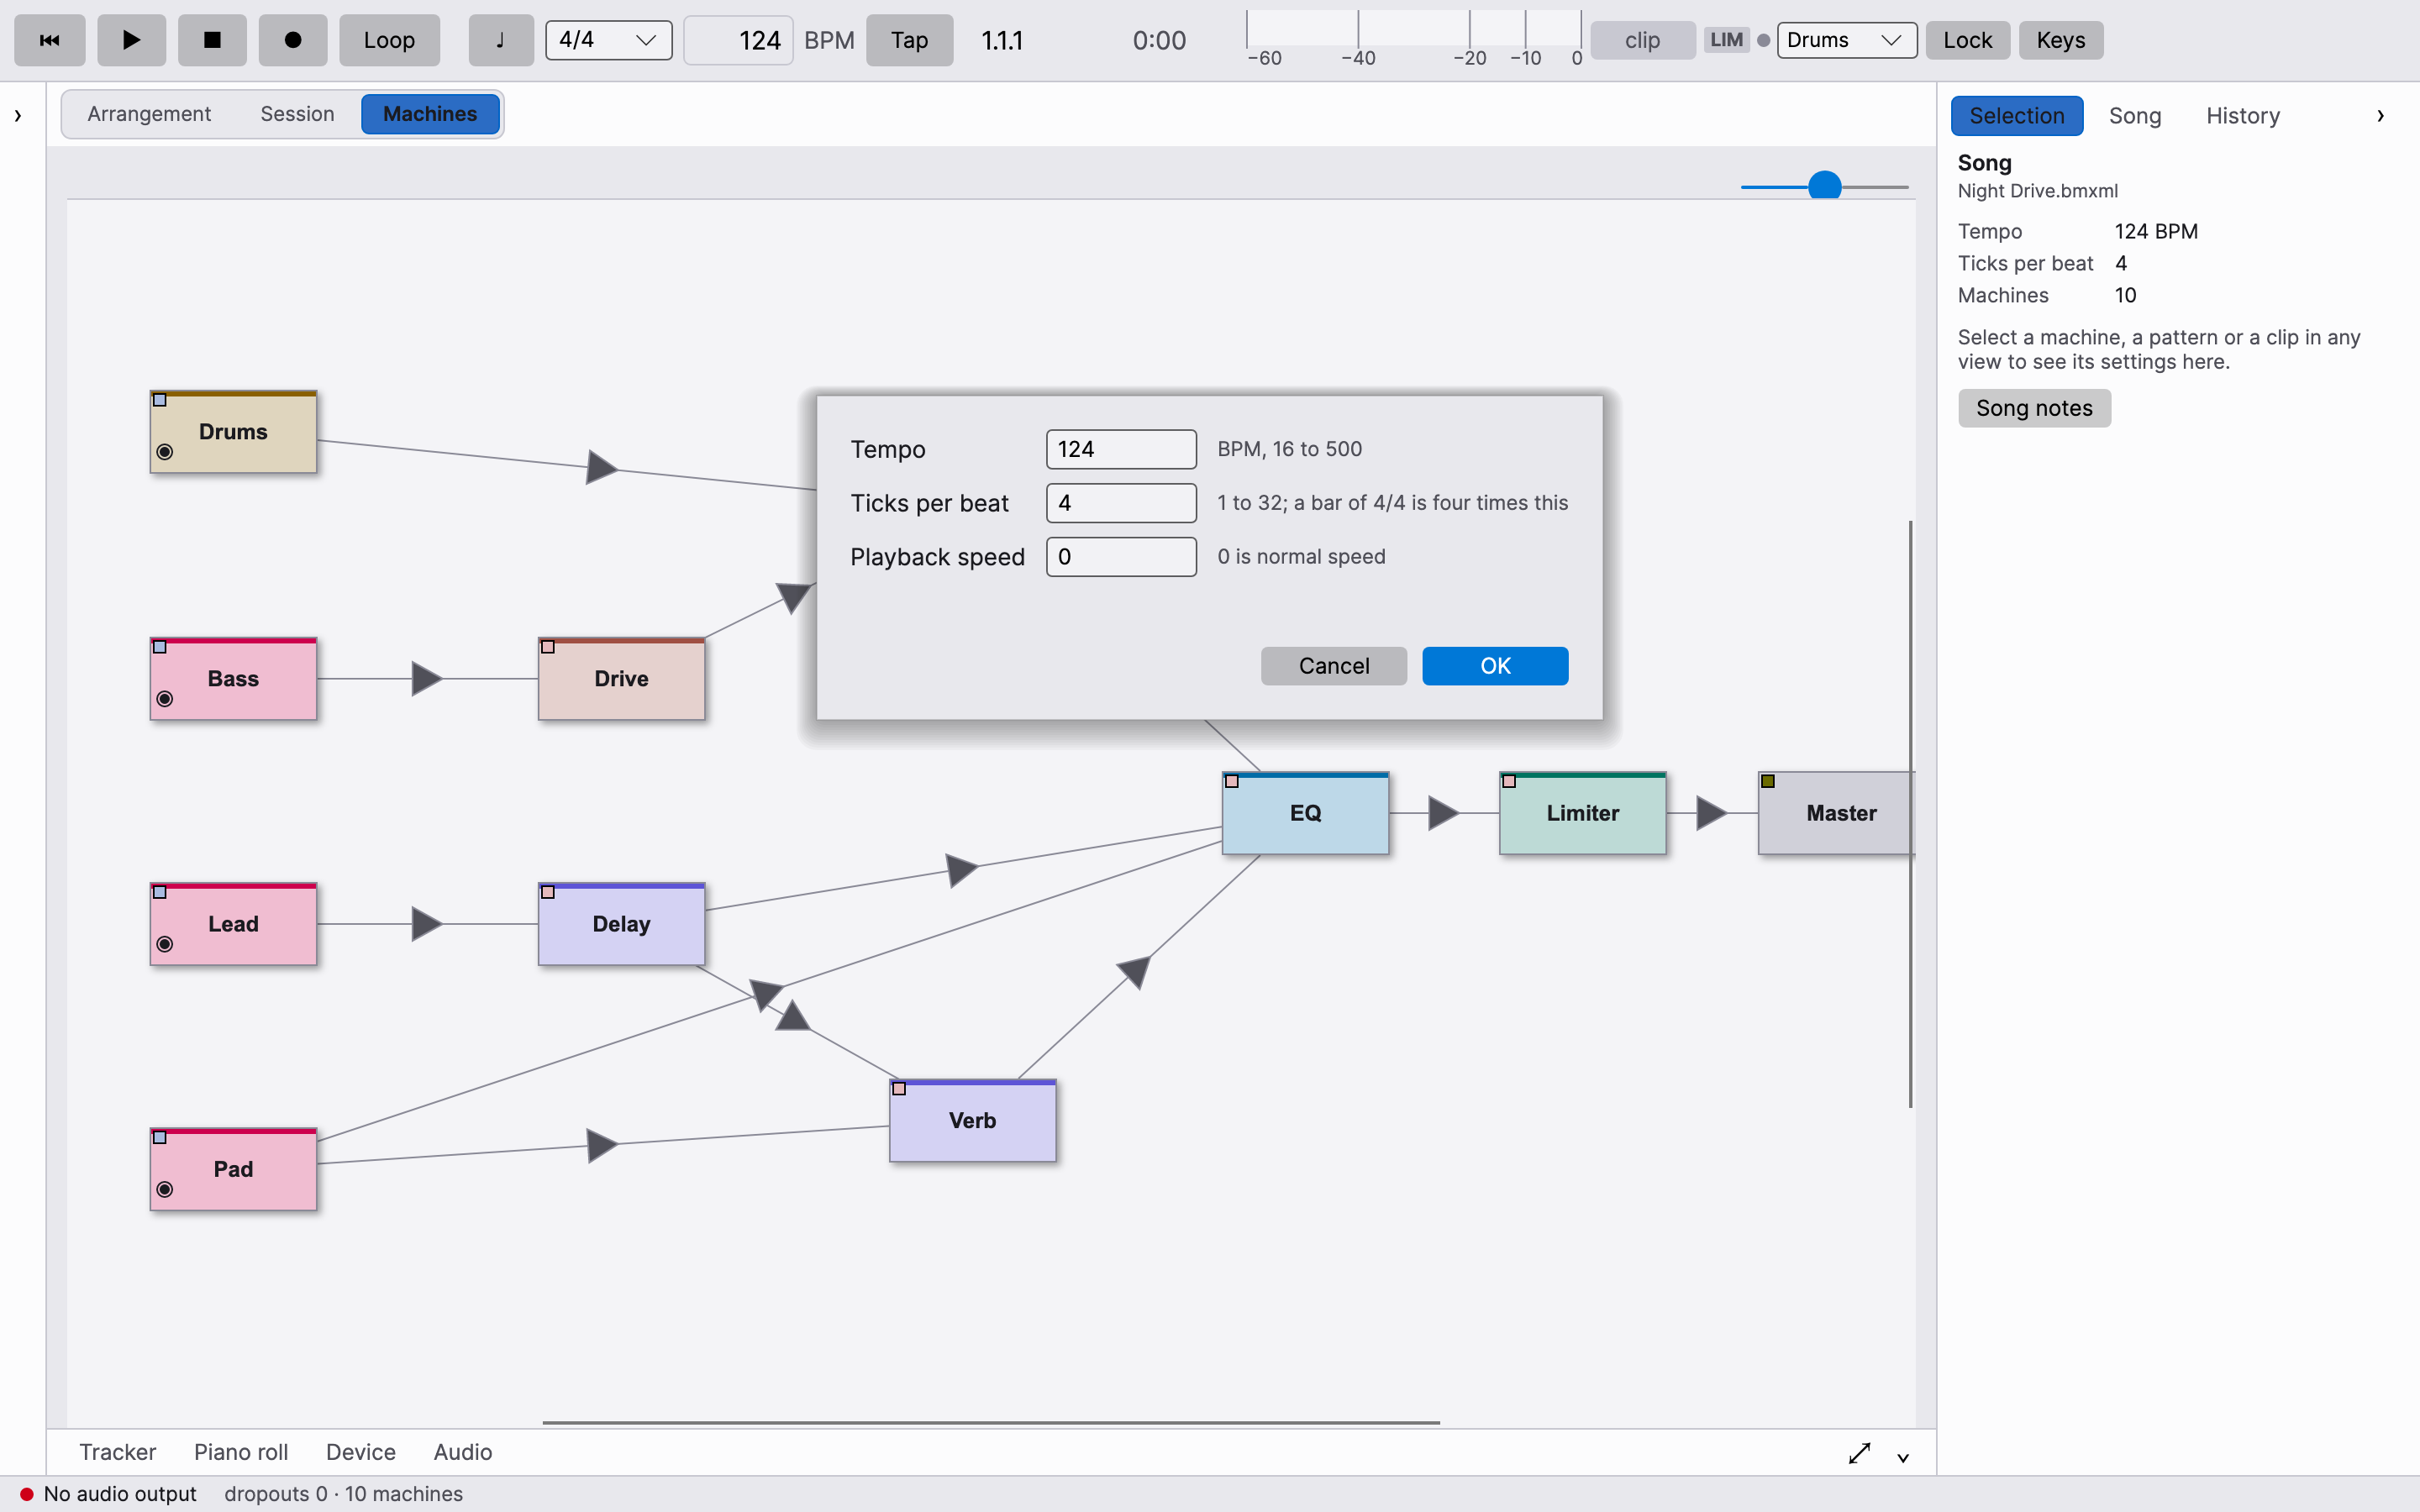 Loop
4/4
124 BPM
Tap
1.1.1
0:00
−60 −40 −20 −10 0
clip
LIM
Drums
Lock
Keys
Arrangement
Session
Machines
Selection
Song
History
Song
Night Drive.bmxml
Tempo 124 BPM
Ticks per beat 4
Machines 10
Select a machine, a pattern or a clip in any
view to see its settings here.
Song notes
Drums
Tempo 124 BPM, 16 to 500
Ticks per beat 4 1 to 32; a bar of 4/4 is four times this
Playback speed 0 0 is normal speed
Cancel
OK
Bass
Drive
EQ
Limiter
Master
Lead
Delay
Verb
Pad
Tracker
Piano roll
Device
Audio
No audio output
dropouts 0 · 10 machines